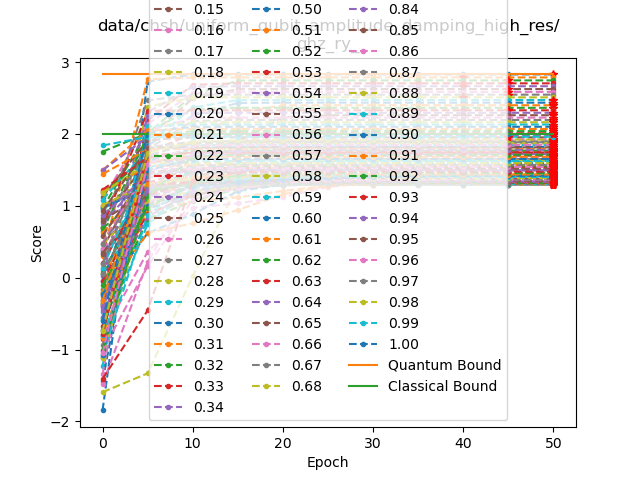 data/chsh/uniform_qubit_amplitude_damping_high_res/
ghz_ry
Score
3
2
1
0
−1
−2
0 10 20 30 40 50
Epoch
0.15 0.50 0.84
0.16 0.51 0.85
0.17 0.52 0.86
0.18 0.53 0.87
0.19 0.54 0.88
0.20 0.55 0.89
0.21 0.56 0.90
0.22 0.57 0.91
0.23 0.58 0.92
0.24 0.59 0.93
0.25 0.60 0.94
0.26 0.61 0.95
0.27 0.62 0.96
0.28 0.63 0.97
0.29 0.64 0.98
0.30 0.65 0.99
0.31 0.66 1.00
0.32 0.67 Quantum Bound
0.33 0.68 Classical Bound
0.34